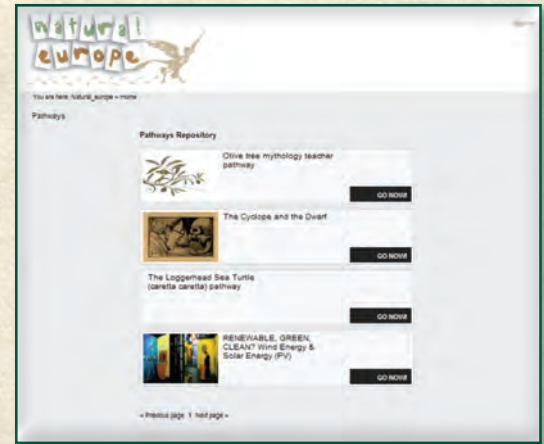 natural
europe
You are here: Natural_europe » Home
Pathways
Pathways Repository
Olive tree mythology teacher
pathway
GO NOW!
The Cyclops and the Dwarf
GO NOW!
The Loggerhead Sea Turtle
(caretta caretta) pathway
GO NOW!
RENEWABLE, GREEN,
CLEAN? Wind Energy &
Solar Energy (PV)
GO NOW!
« Previous page 1 Next page »